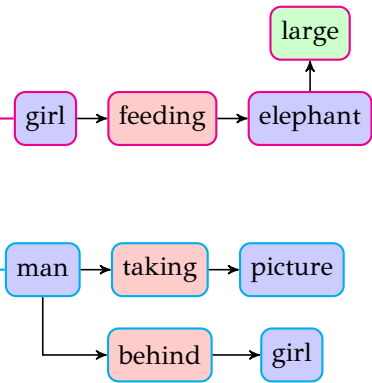 large
girl feeding elephant
man taking picture
behind girl